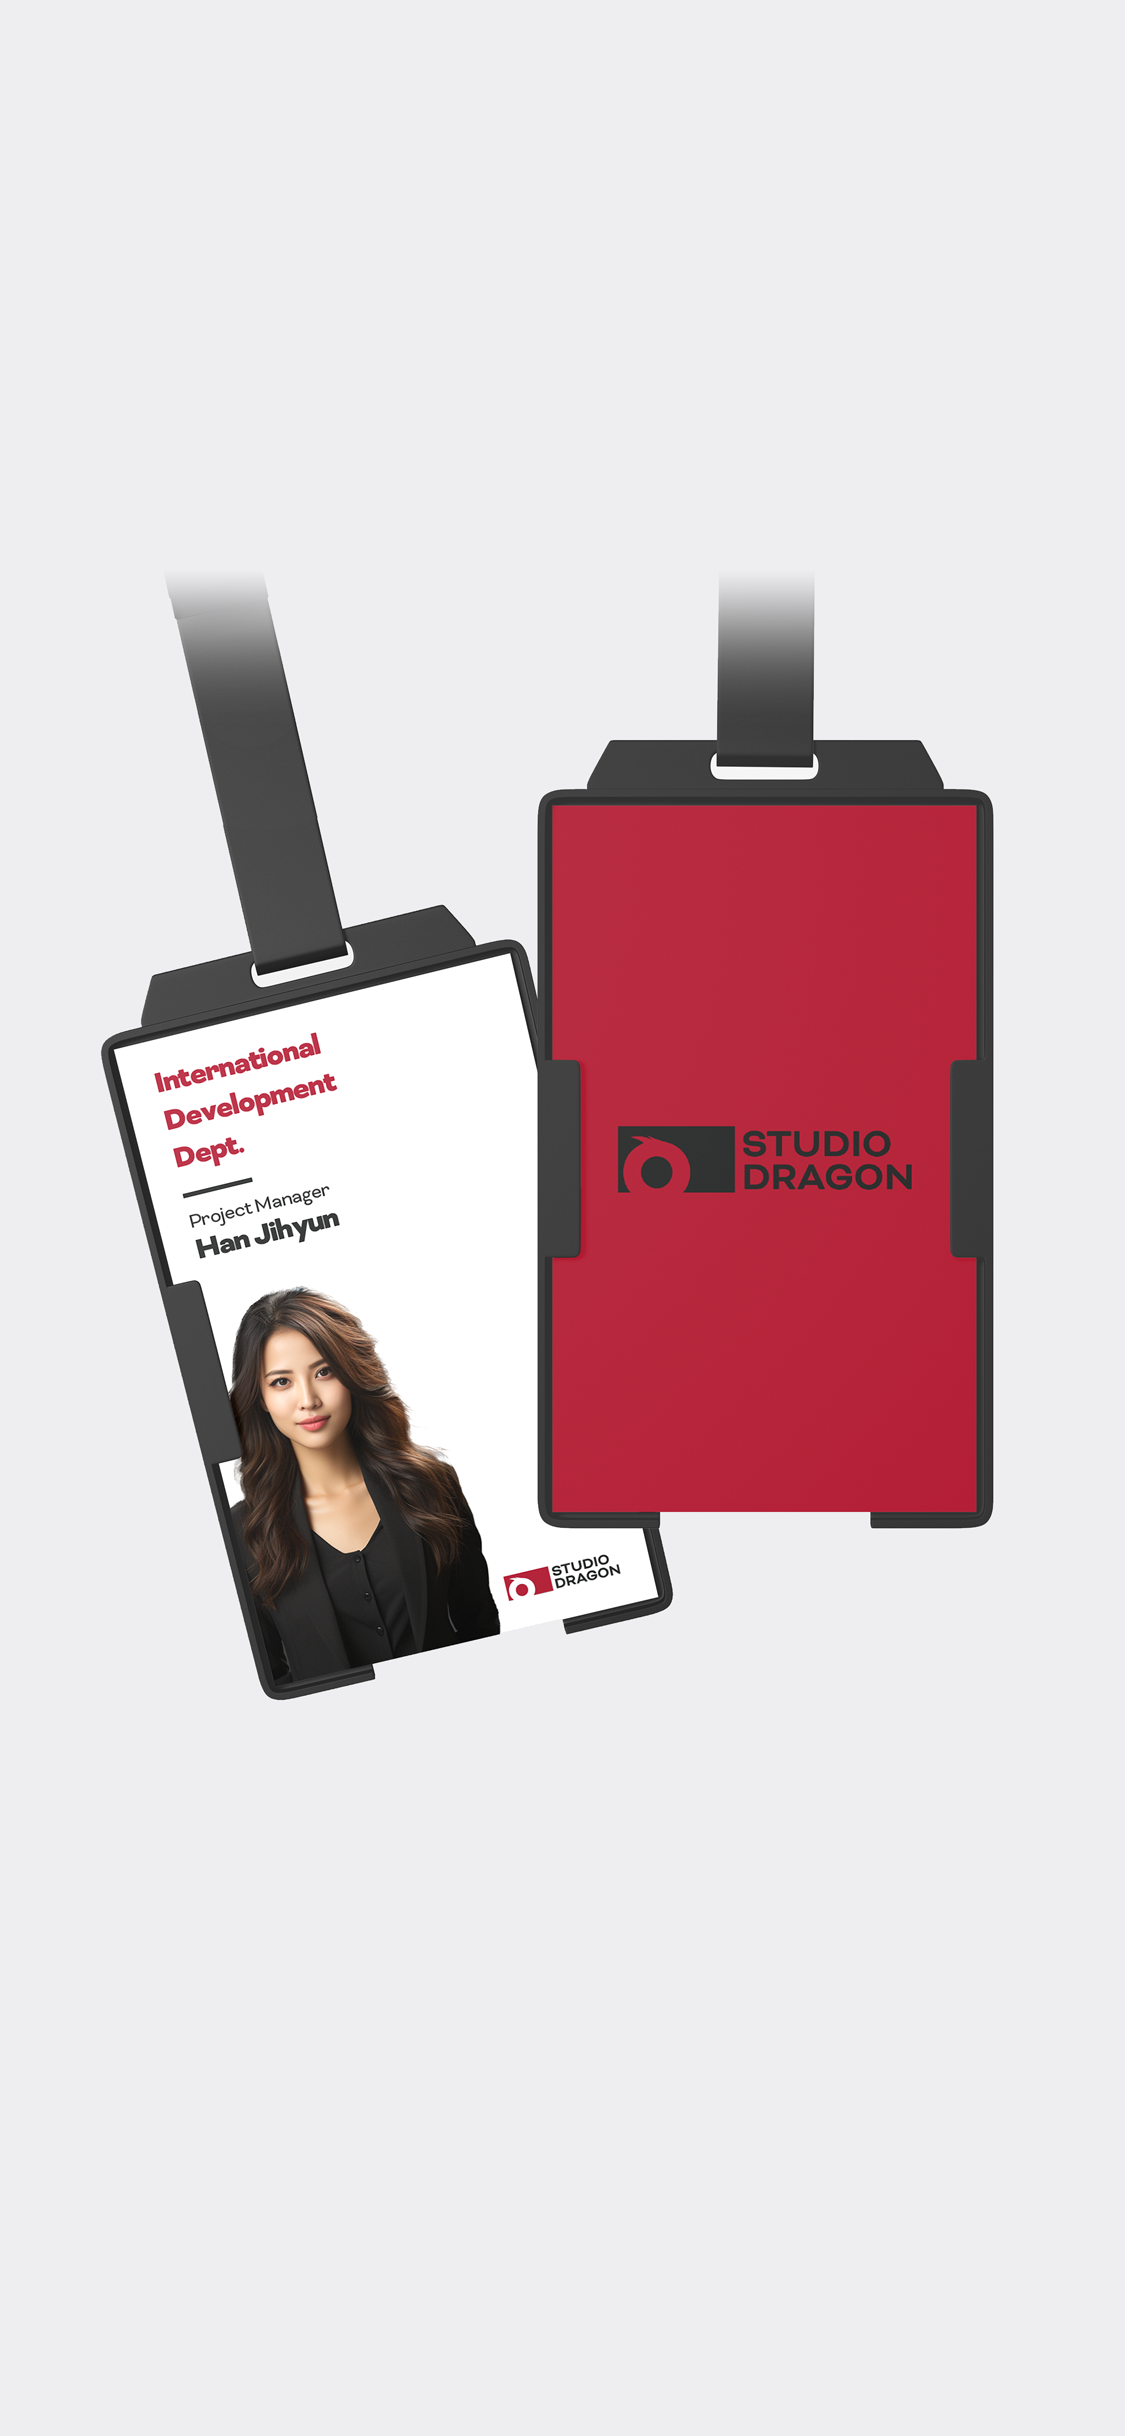 International
Development
Dept.
Project Manager
Han Jihyun
STUDIO
DRAGON
STUDIO
DRAGON